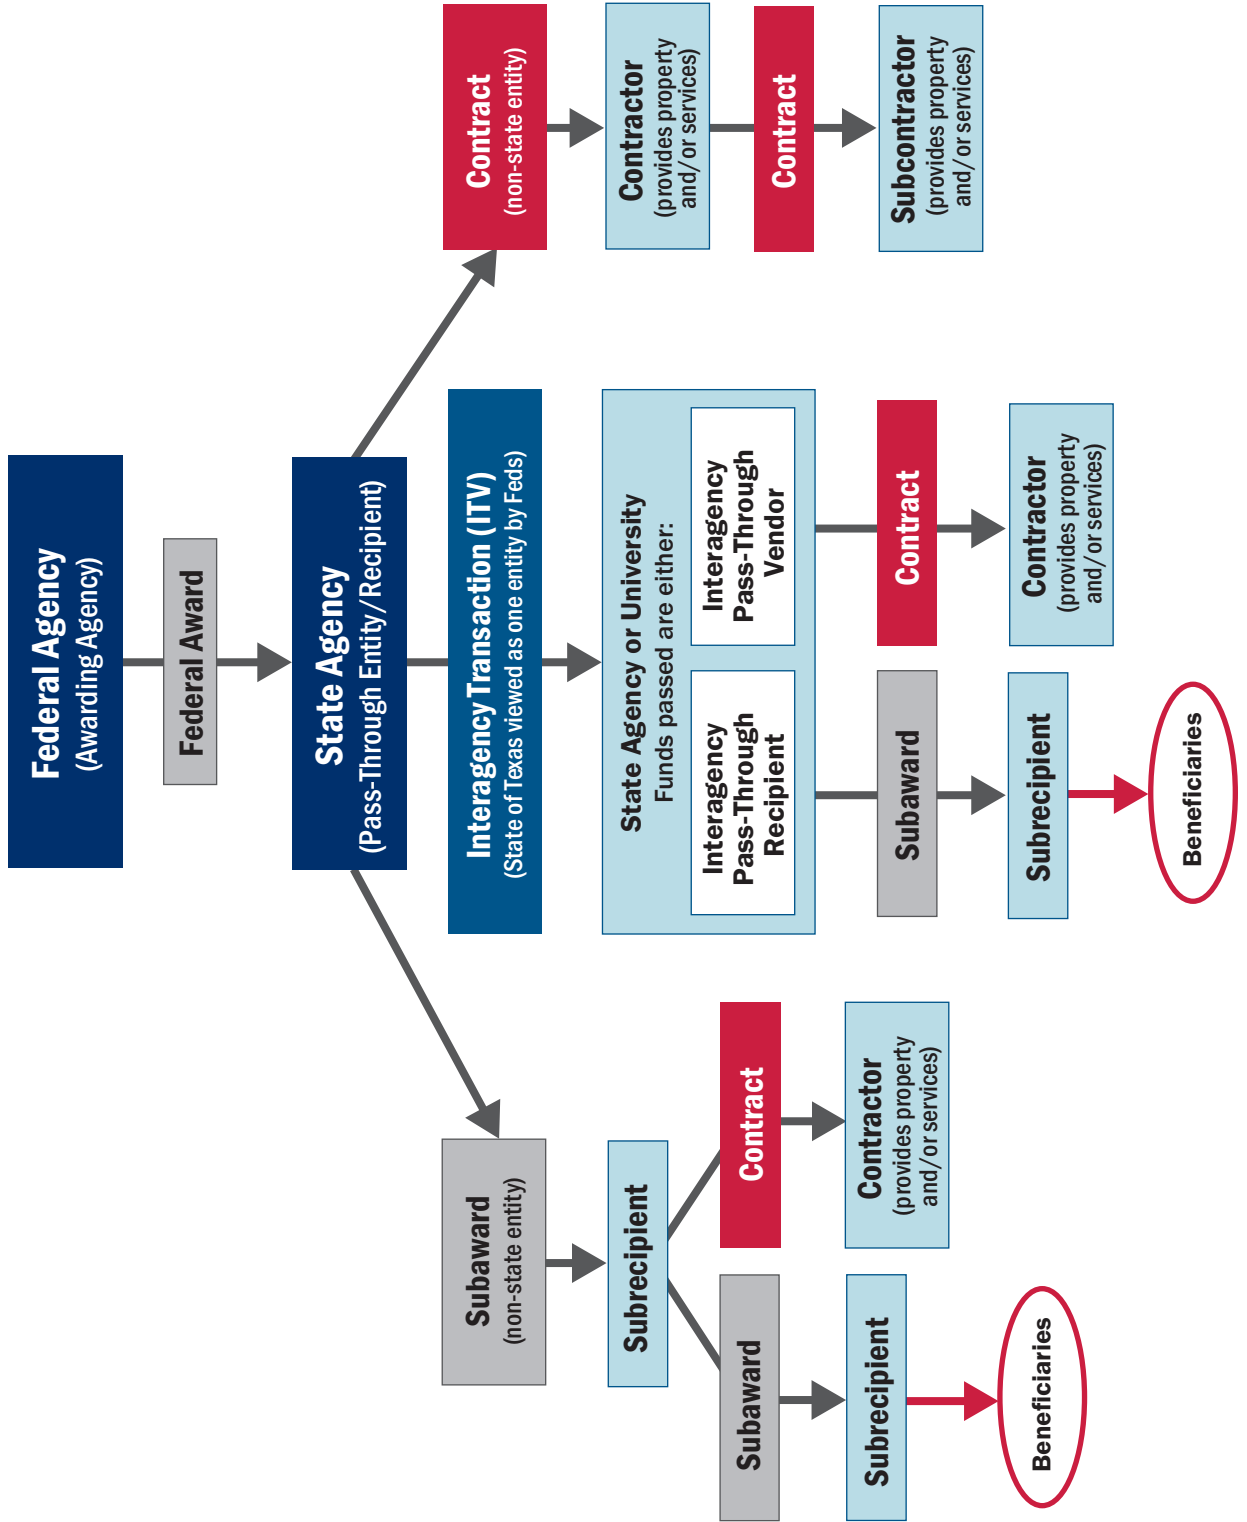 Federal Agency
(Awarding Agency)
Federal Award
State Agency
(Pass-Through Entity/Recipient)
Subaward
(non-state entity)
Subrecipient
Subaward
Subrecipient
Beneficiaries
Contract
Contractor
(provides property
and/or services)
Interagency Transaction (ITV)
(State of Texas viewed as one entity by Feds)
State Agency or University
Funds passed are either:
Interagency
Pass-Through
Recipient
Interagency
Pass-Through
Vendor
Subaward
Subrecipient
Beneficiaries
Contract
Contractor
(provides property
and/or services)
Contract
(non-state entity)
Contractor
(provides property
and/or services)
Contract
Subcontractor
(provides property
and/or services)